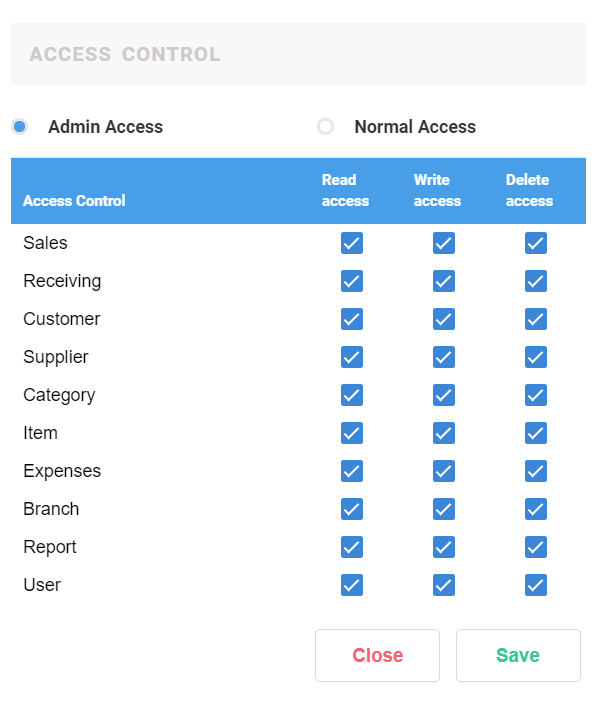 ACCESS CONTROL
Admin Access Normal Access
Access Control Read access Write access Delete access
Sales
Receiving
Customer
Supplier
Category
Item
Expenses
Branch
Report
User
Close Save